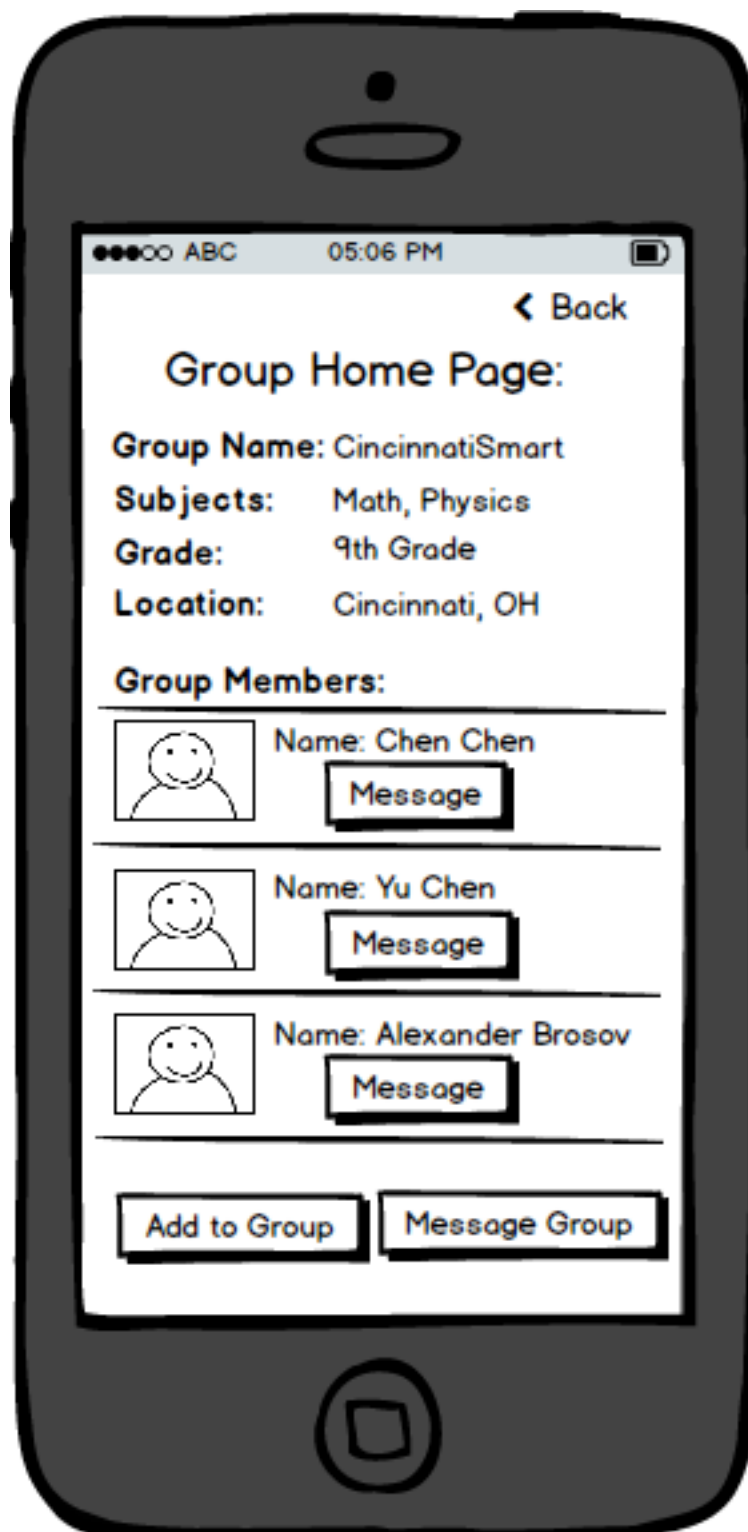 ABC 05:06 PM
Back
Group Home Page:
Group Name: CincinnatiSmart
Subjects: Math, Physics
Grade: 9th Grade
Location: Cincinnati, OH
Group Members:
Name: Chen Chen
Message
Name: Yu Chen
Message
Name: Alexander Brosov
Message
Add to Group Message Group